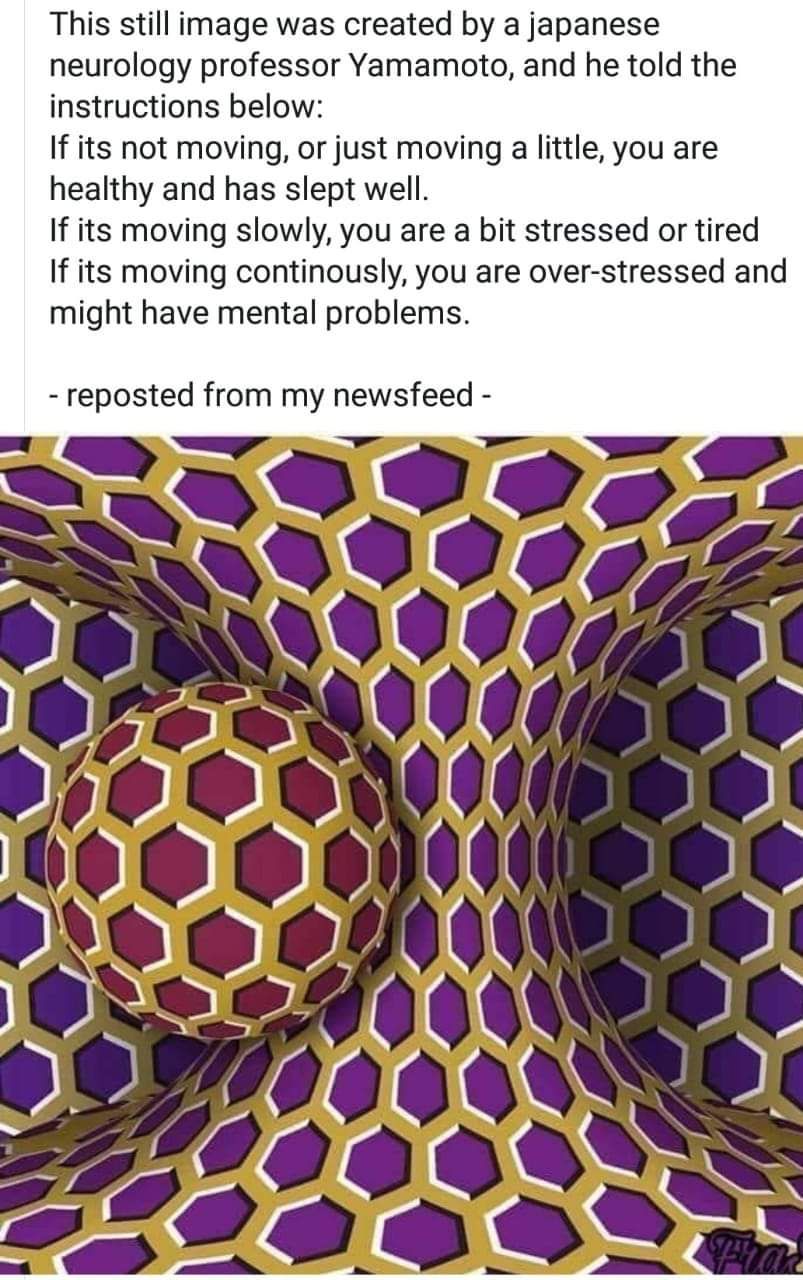 This still image was created by a japanese
neurology professor Yamamoto, and he told the
instructions below:
If its not moving, or just moving a little, you are
healthy and has slept well.
If its moving slowly, you are a bit stressed or tired
If its moving continously, you are over-stressed and
might have mental problems.
- reposted from my newsfeed -